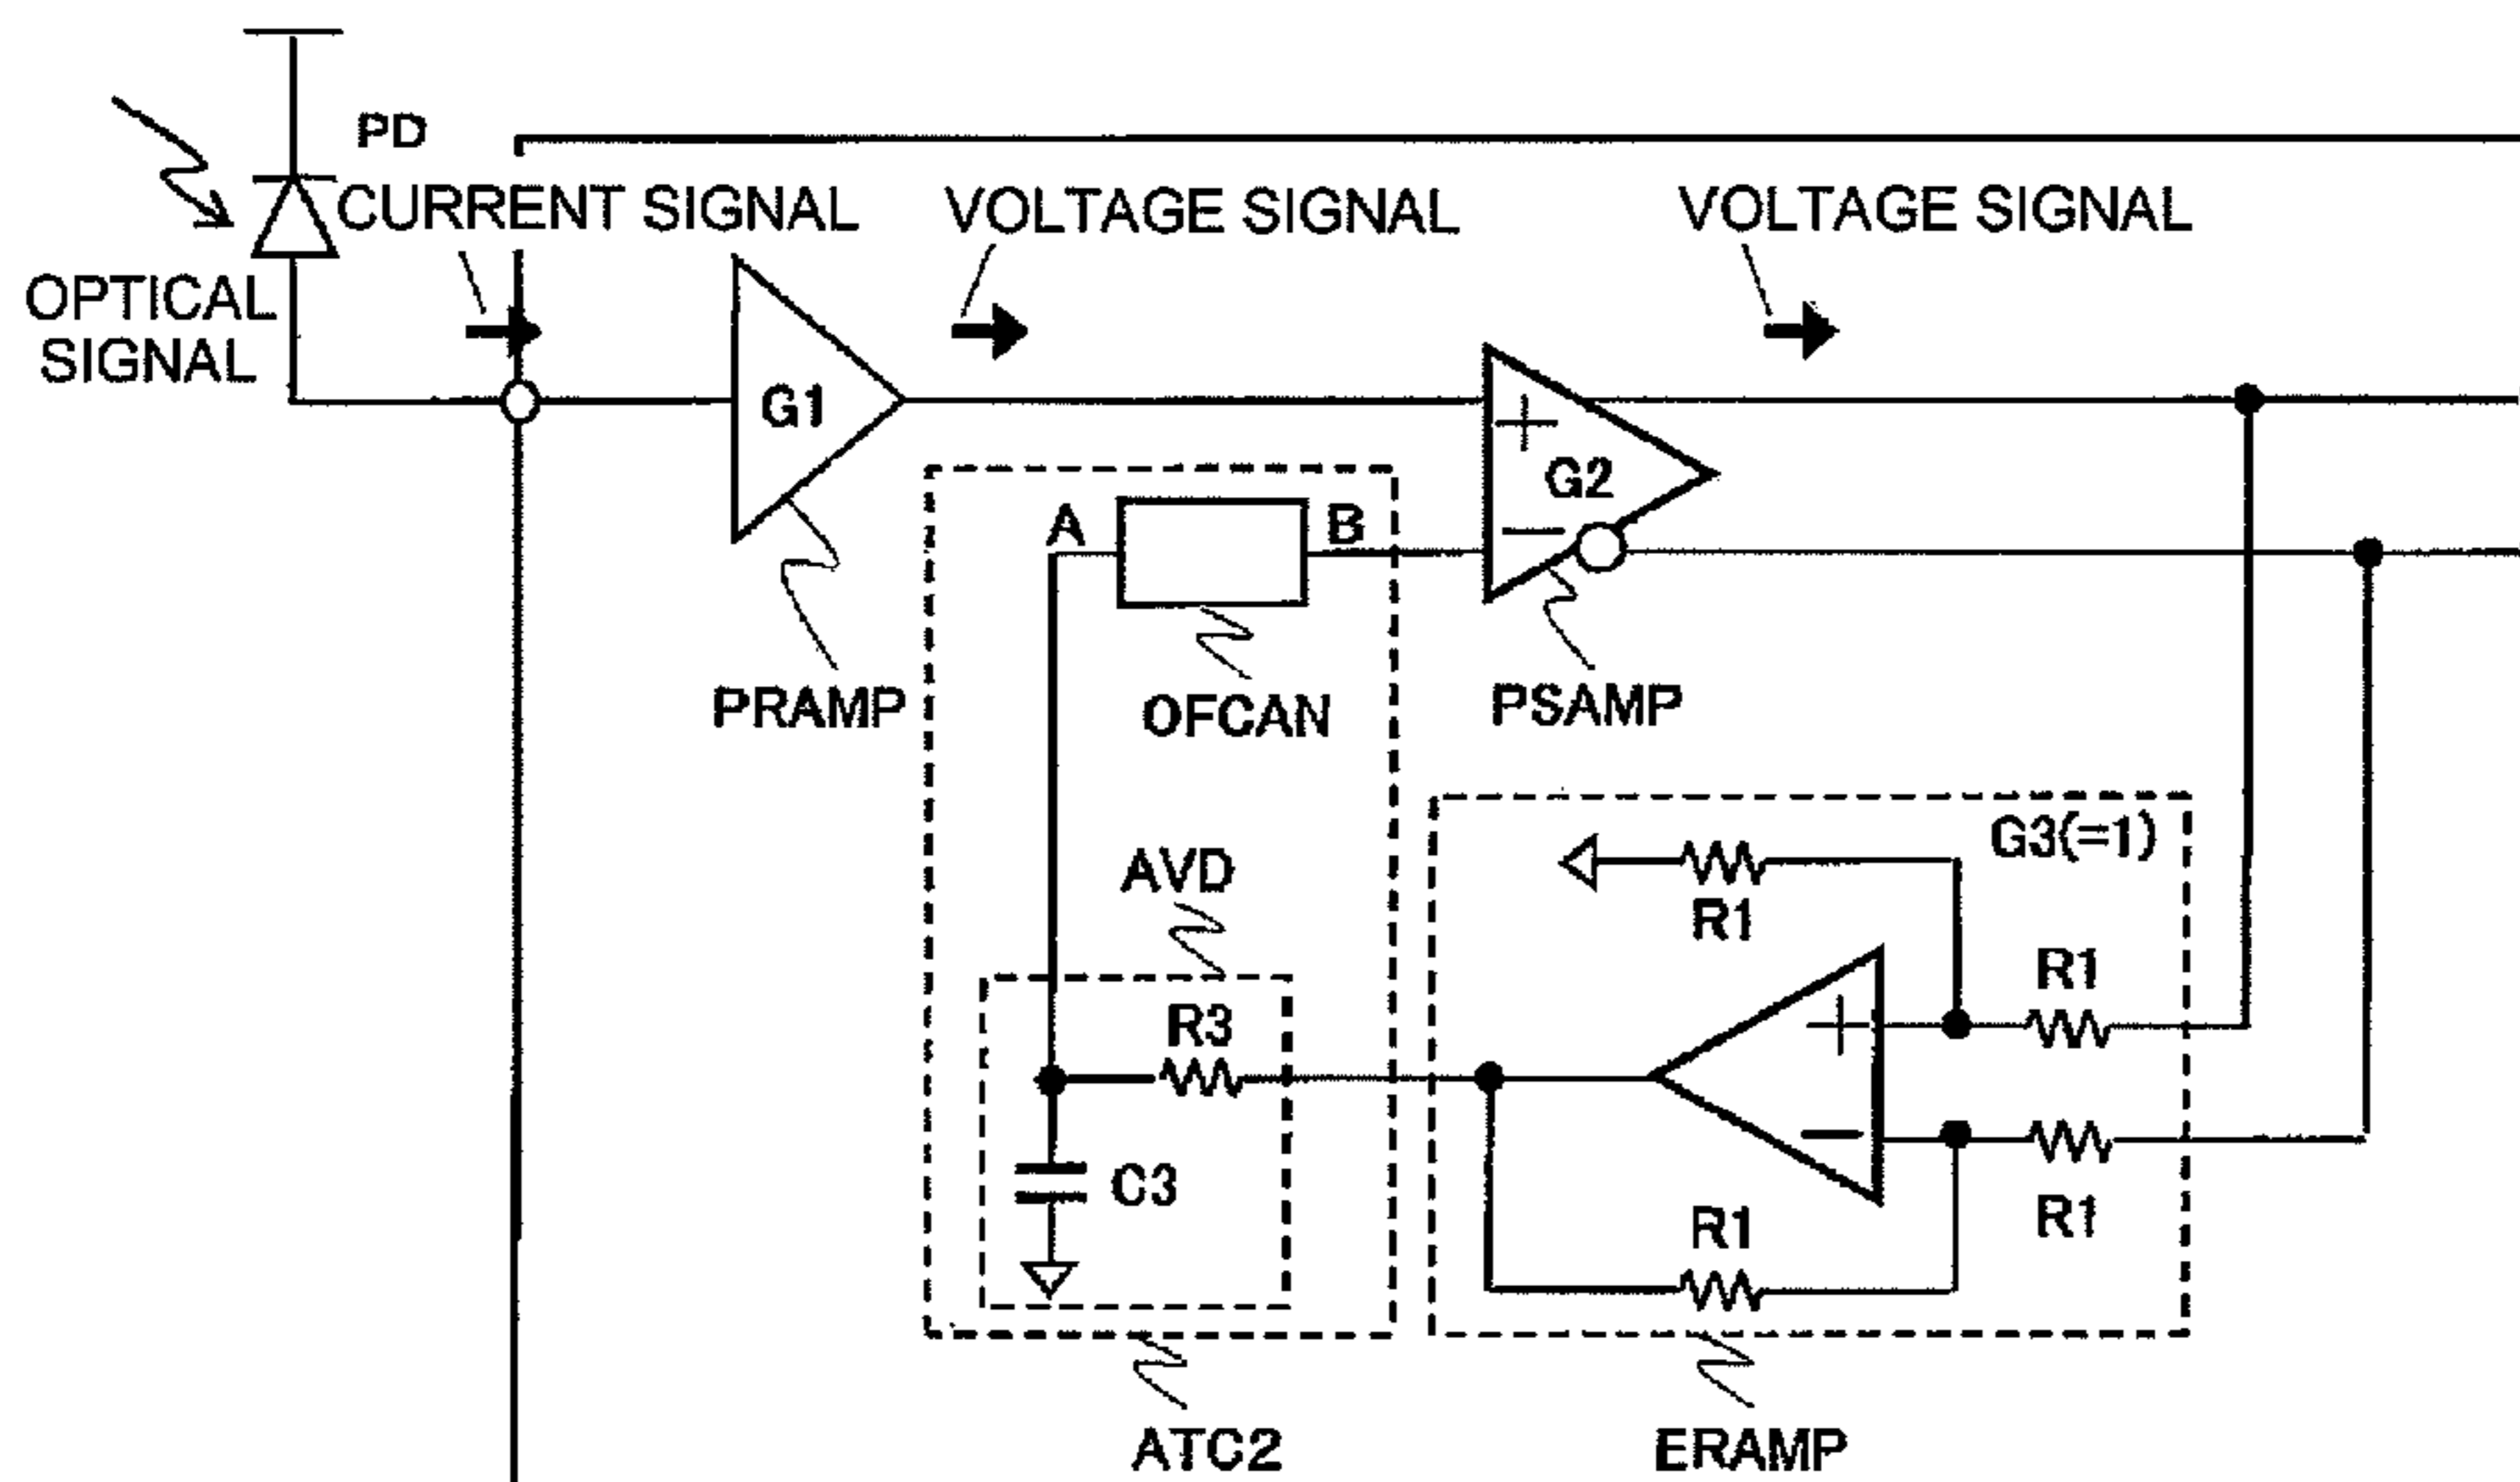 PD
CURRENT SIGNAL
VOLTAGE SIGNAL
VOLTAGE SIGNAL
OPTICAL
SIGNAL
G1
+
G2
−
A
B
PRAMP
OFCAN
PSAMP
G3(=1)
R1
AVD
R1
R3
+
−
C3
R1
R1
ATC2
ERAMP